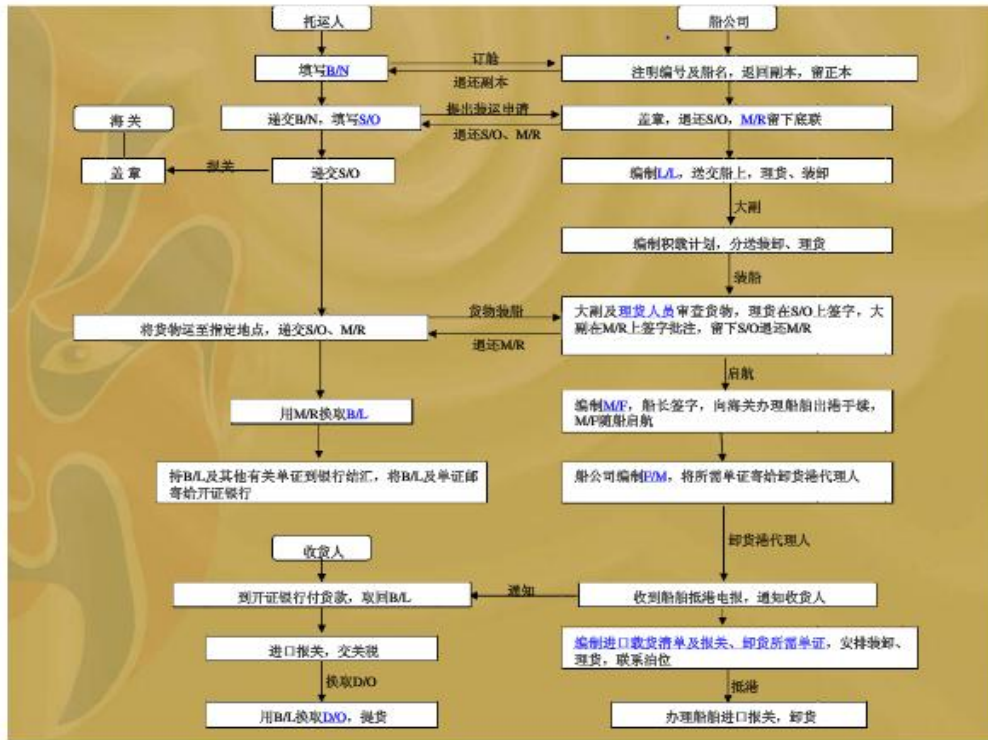 托运人
船公司
填写B/N
订舱
退还副本
注明编号及船名，返回副本，留正本
海关
递交B/N，填写S/O
提出装运申请
退还S/O、M/R
盖章，退还S/O，M/R留下底联
盖章
报关
递交S/O
编制L/L，送交船上，理货、装卸
大副
编制积载计划，分送装卸、理货
装船
将货物运至指定地点，递交S/O、M/R
货物装船
退还M/R
大副及理货人员审查货物，理货在S/O上签字，大
副在M/R上签字批注，留下S/O退还M/R
启航
用M/R换取B/L
编制M/F，船长签字，向海关办理船舶出港手续，
M/F随船启航
持B/L及其他有关单证到银行结汇，将B/L及单证邮
寄给开证银行
船公司编制F/M，将所需单证寄给卸货港代理人
收货人
卸货港代理人
到开证银行付货款，取回B/L
通知
收到船舶抵港电报，通知收货人
进口报关，交关税
编制进口载货清单及报关、卸货所需单证，安排装卸、
理货，联系泊位
换取D/O
抵港
用B/L换取D/O，提货
办理船舶进口报关，卸货